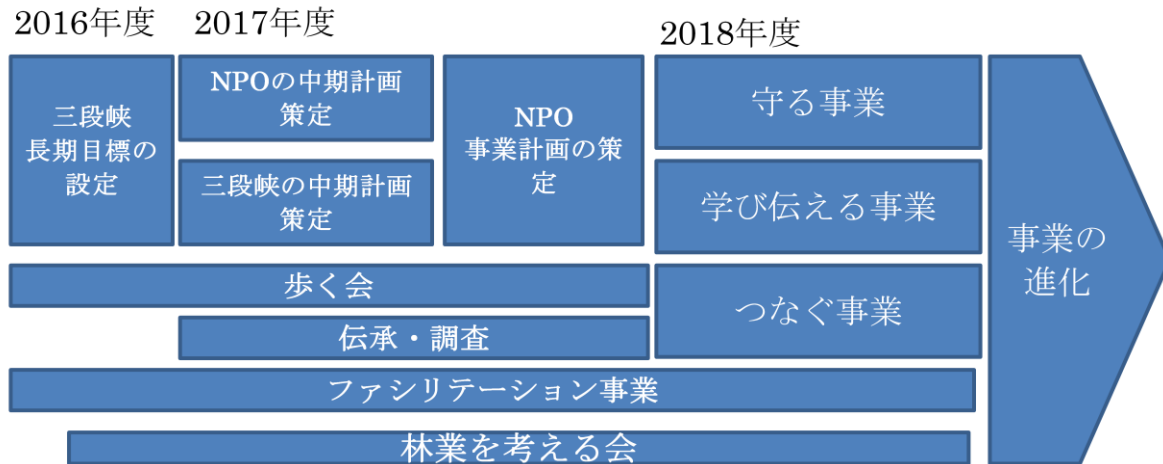 2016年度
2017年度
2018年度
三段峡
長期目標の
設定
NPOの中期計画
策定
三段峡の中期計画
策定
NPO
事業計画の策
定
守る事業
学び伝える事業
つなぐ事業
事業の
進化
歩く会
伝承・調査
ファシリテーション事業
林業を考える会